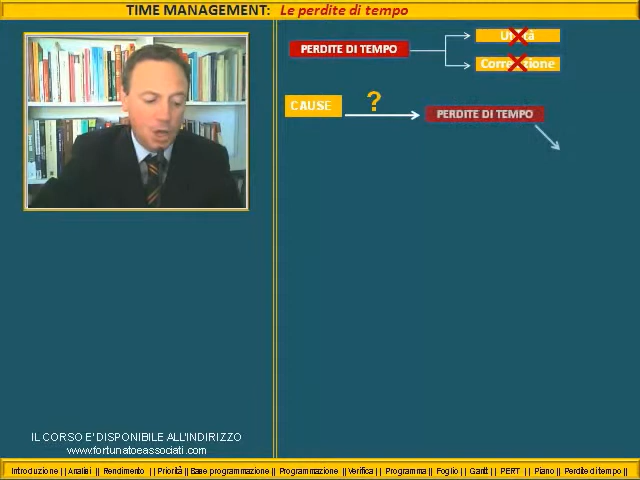 TIME MANAGEMENT: Le perdite di tempo
PERDITE DI TEMPO
CAUSE
?
PERDITE DI TEMPO
IL CORSO E' DISPONIBILE ALL'INDIRIZZO
www.fortunatoeassociati.com
Introduzione || Analisi || Rendimento || Priorità || Base programmazione || Programmazione || Verifica || Programma || Foglio || Gantt || PERT || Piano || Perdite di tempo ||